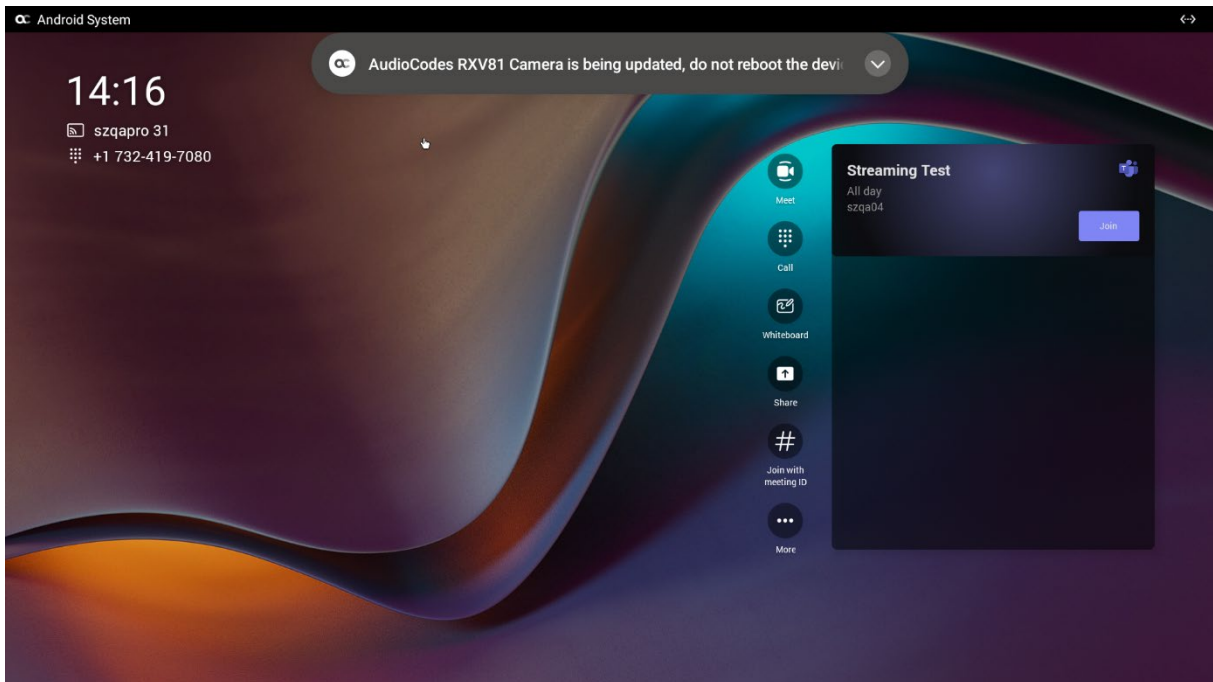 Android System
AudioCodes RXV81 Camera is being updated, do not reboot the devi
14:16
szqapro 31
+1 732-419-7080
Meet
Call
Whiteboard
Share
#
Join with
meeting ID
More
Streaming Test
All day
szqa04
Join